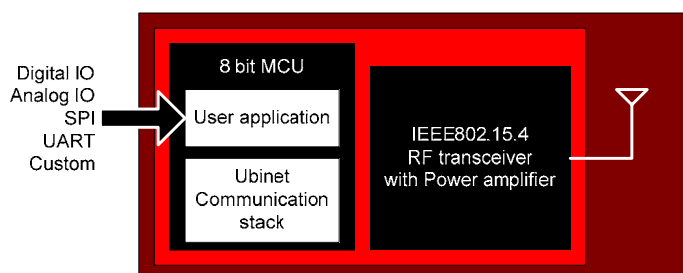 Digital IO
Analog IO
SPI
UART
Custom
8 bit MCU
User application
Ubinet
Communication
stack
IEEE802.15.4
RF transceiver
with Power amplifier